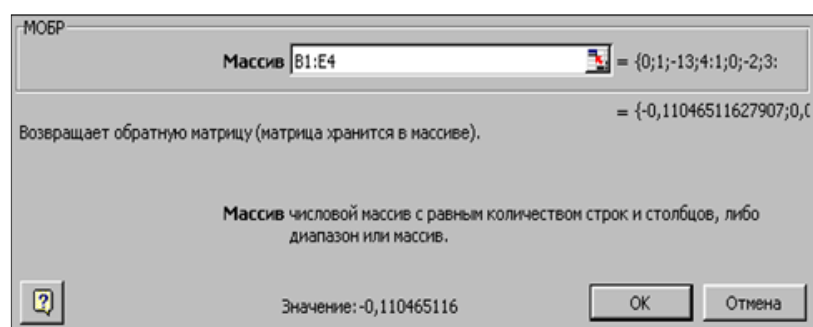 МОБР
Массив B1:E4 = {0;1;-13;4:1;0;-2;3:
= {-0,11046511627907;0,0
Возвращает обратную матрицу (матрица хранится в массиве).
Массив числовой массив с равным количеством строк и столбцов, либо
диапазон или массив.
Значение:-0,110465116
OK Отмена